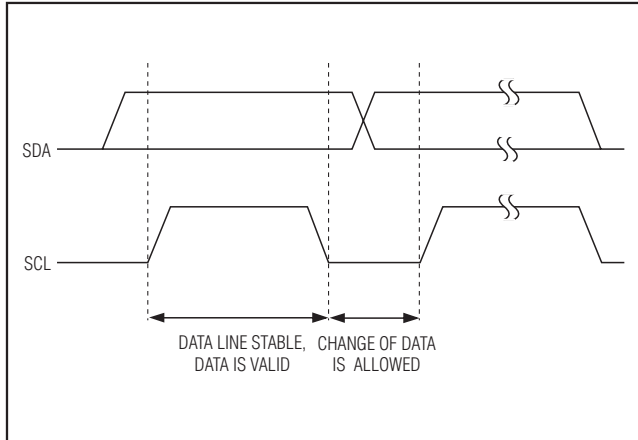 SDA
SCL
DATA LINE STABLE,
DATA IS VALID
CHANGE OF DATA
IS ALLOWED